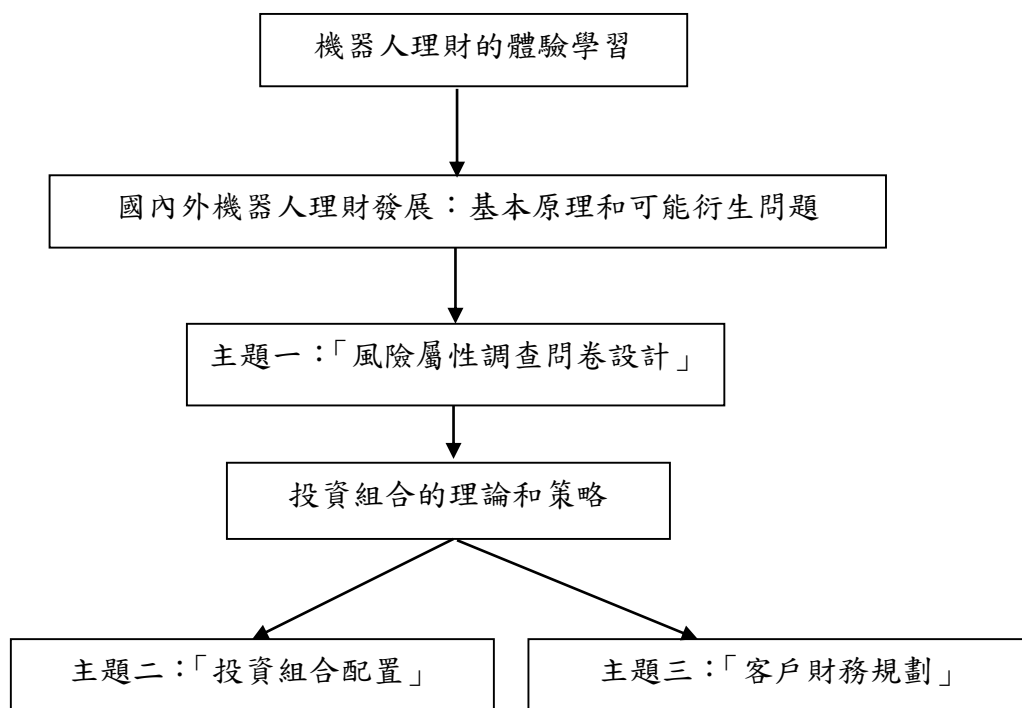 機器人理財的體驗學習
國內外機器人理財發展：基本原理和可能衍生問題
主題一：「風險屬性調查問卷設計」
投資組合的理論和策略
主題二：「投資組合配置」
主題三：「客戶財務規劃」